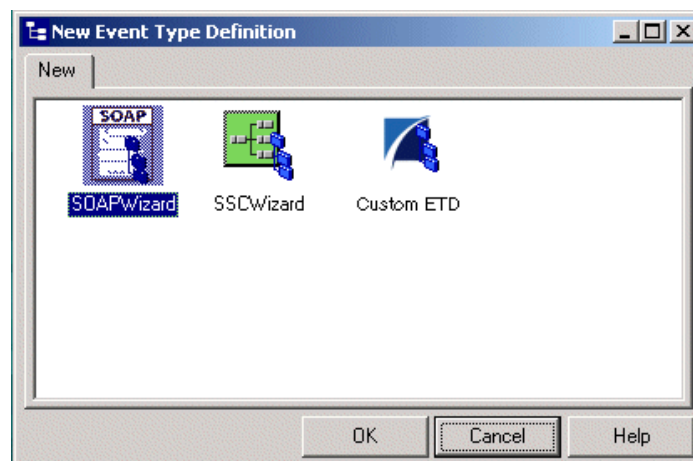 New Event Type Definition
New
SOAP
SOAPWizard SSCWizard Custom ETD
OK Cancel Help